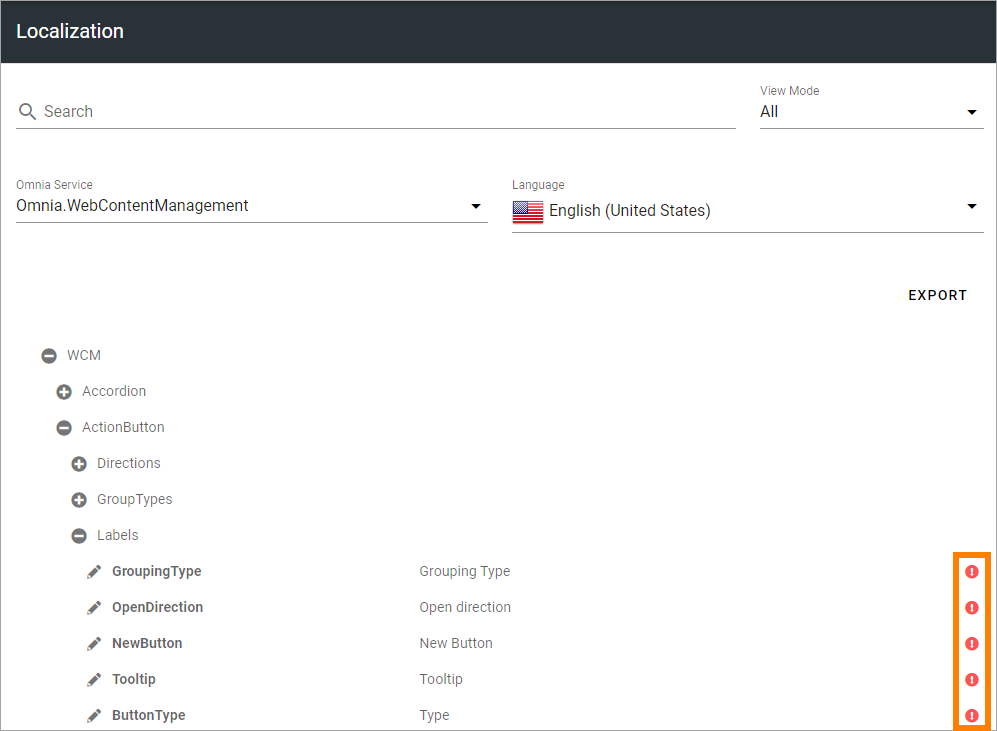 Localization
Search
View Mode
All
Omnia Service
Omnia.WebContentManagement
Language
English (United States)
EXPORT
WCM
Accordion
ActionButton
Directions
GroupTypes
Labels
GroupingType Grouping Type
OpenDirection Open direction
NewButton New Button
Tooltip Tooltip
ButtonType Type